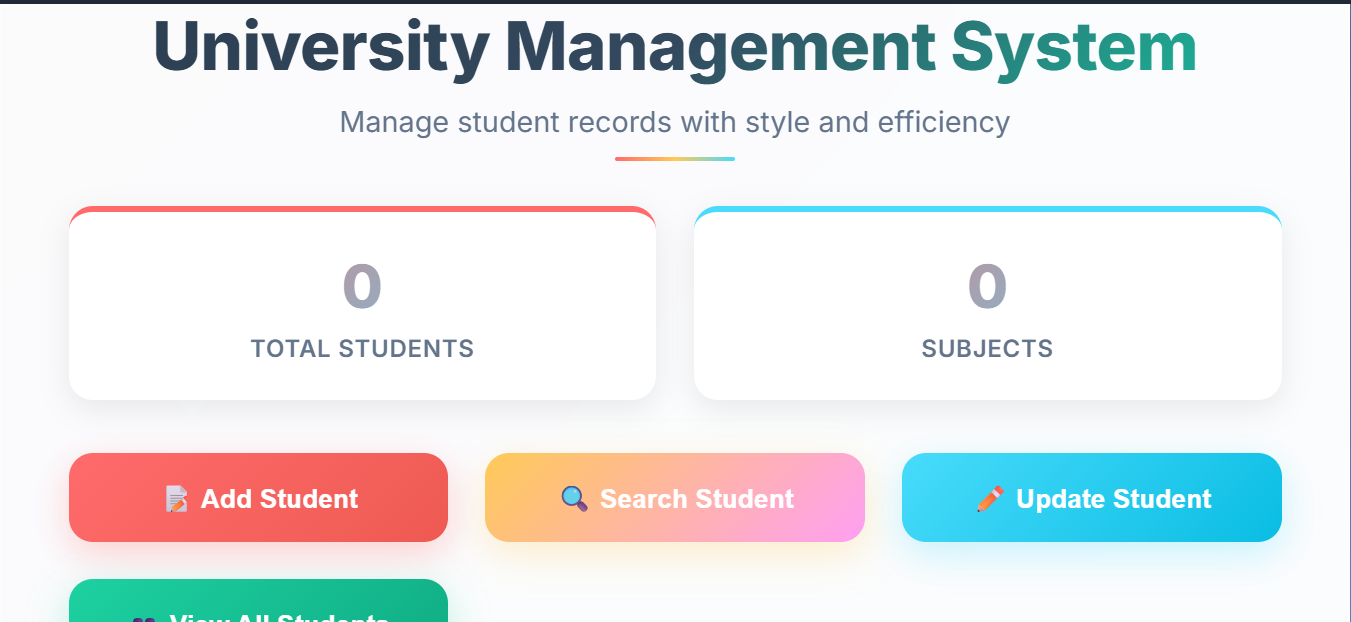 University Management System
Manage student records with style and efficiency
0
TOTAL STUDENTS
0
SUBJECTS
Add Student
Search Student
Update Student
View All Students